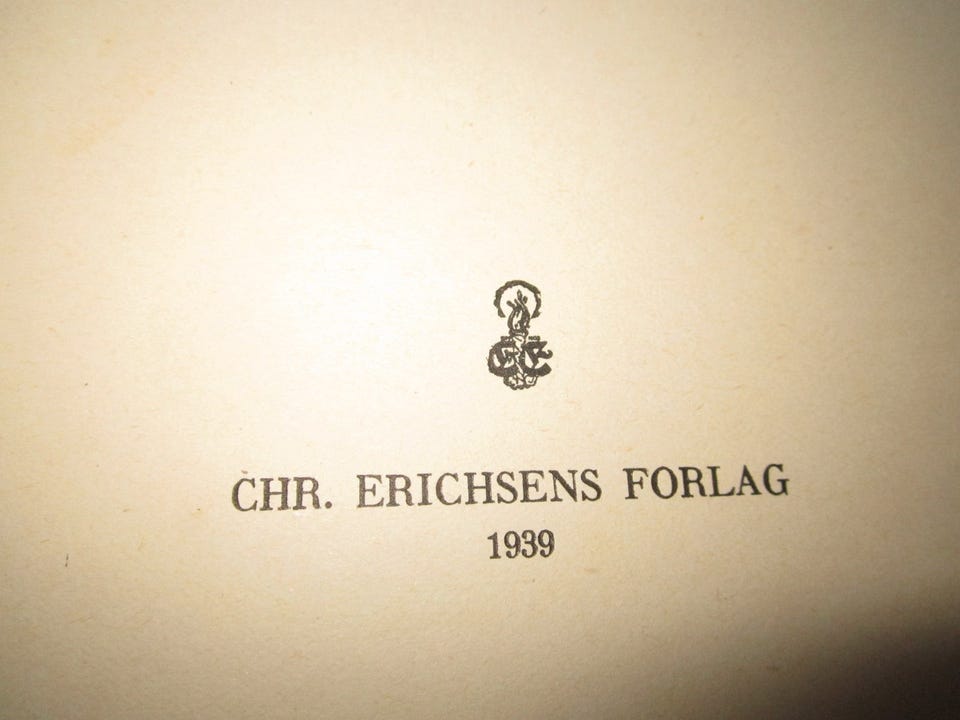 CHR. ERICHSENS FORLAG
1939